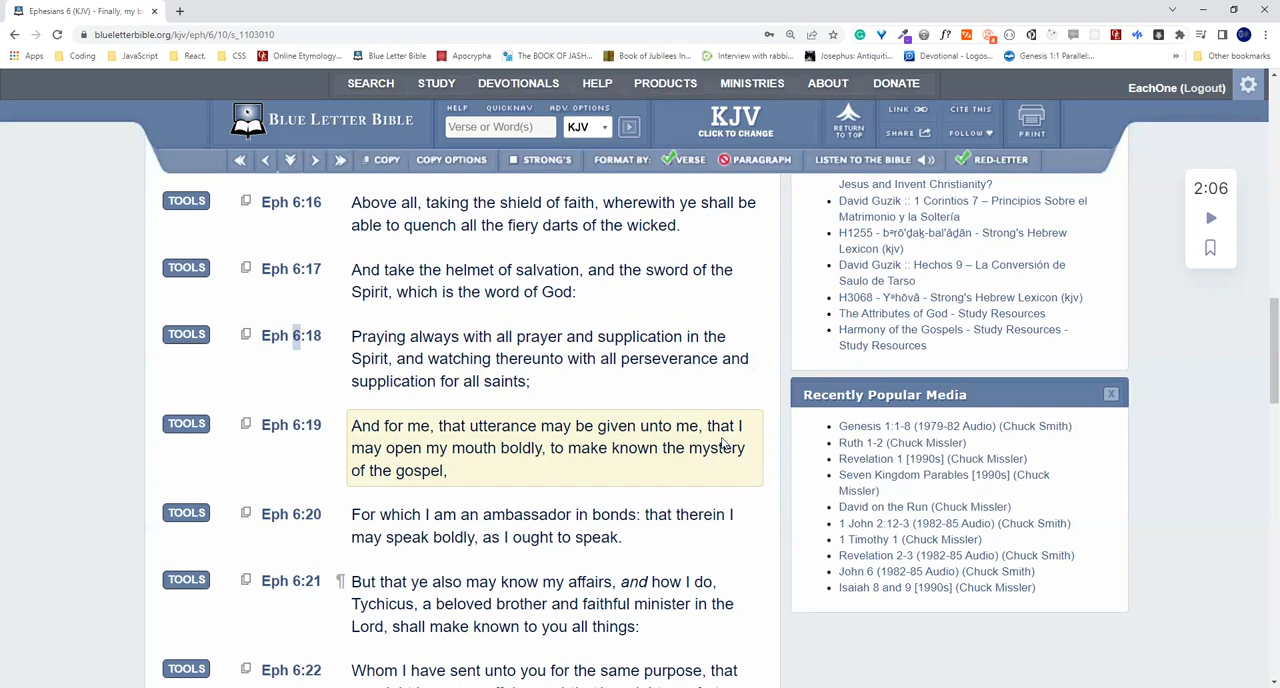 Ephesians 6 (KJV) - Finally, my b
blueletterbible.org/kjv/eph/6/10/s_1103010
Apps Coding JavaScript React. CSS Online Etymology... Blue Letter Bible Apocrypha The BOOK OF JASH... Book of Jubilees In... Interview with rabbi... Josephus: Antiquiti... Devotional - Logos... Genesis 1:1 Parallel:... » Other bookmarks
SEARCH STUDY DEVOTIONALS HELP PRODUCTS MINISTRIES ABOUT DONATE
EachOne (Logout)
BLUE LETTER BIBLE
HELP QUICKNAV ADV. OPTIONS
Verse or Word(s) KJV
KJV
CLICK TO CHANGE
RETURN
TO TOP
LINK CITE THIS
SHARE FOLLOW
PRINT
COPY COPY OPTIONS STRONG'S FORMAT BY: VERSE PARAGRAPH LISTEN TO THE BIBLE RED-LETTER
TOOLS Eph 6:16 Above all, taking the shield of faith, wherewith ye shall be
able to quench all the fiery darts of the wicked.
TOOLS Eph 6:17 And take the helmet of salvation, and the sword of the
Spirit, which is the word of God:
TOOLS Eph 6:18 Praying always with all prayer and supplication in the
Spirit, and watching thereunto with all perseverance and
supplication for all saints;
TOOLS Eph 6:19 And for me, that utterance may be given unto me, that I
may open my mouth boldly, to make known the mystery
of the gospel,
TOOLS Eph 6:20 For which I am an ambassador in bonds: that therein I
may speak boldly, as I ought to speak.
TOOLS Eph 6:21 ¶ But that ye also may know my affairs, and how I do,
Tychicus, a beloved brother and faithful minister in the
Lord, shall make known to you all things:
TOOLS Eph 6:22 Whom I have sent unto you for the same purpose, that
Jesus and Invent Christianity?
David Guzik :: 1 Corintios 7 – Principios Sobre el
Matrimonio y la Soltería
H1255 - bᵊrō'ḏaḵ-bal'ăḏān - Strong's Hebrew
Lexicon (kjv)
David Guzik :: Hechos 9 – La Conversión de
Saulo de Tarso
H3068 - Yᵊhōvâ - Strong's Hebrew Lexicon (kjv)
The Attributes of God - Study Resources
Harmony of the Gospels - Study Resources -
Study Resources
Recently Popular Media X
Genesis 1:1-8 (1979-82 Audio) (Chuck Smith)
Ruth 1-2 (Chuck Missler)
Revelation 1 [1990s] (Chuck Missler)
Seven Kingdom Parables [1990s] (Chuck
Missler)
David on the Run (Chuck Missler)
1 John 2:12-3 (1982-85 Audio) (Chuck Smith)
1 Timothy 1 (Chuck Missler)
Revelation 2-3 (1982-85 Audio) (Chuck Smith)
John 6 (1982-85 Audio) (Chuck Smith)
Isaiah 8 and 9 [1990s] (Chuck Missler)
2:06